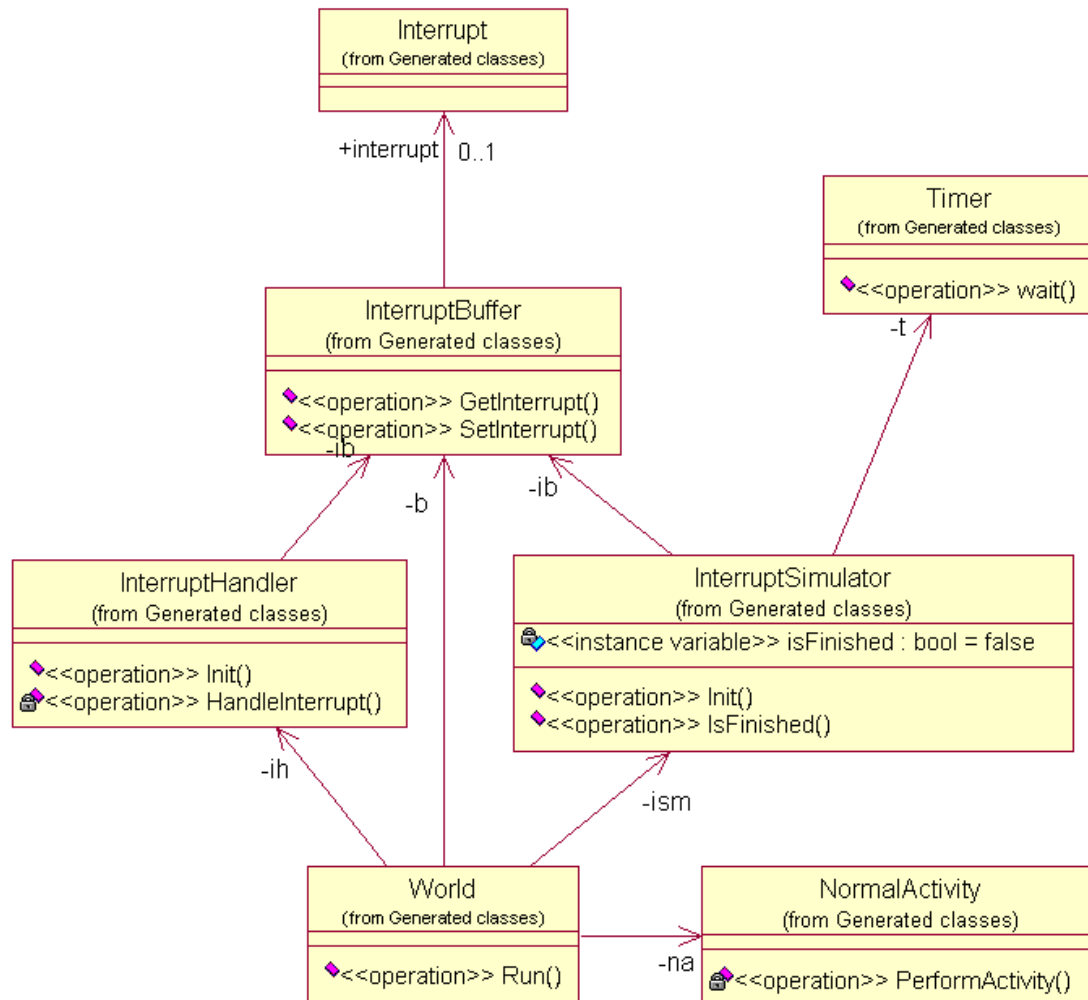 Interrupt
(from Generated classes)
+interrupt
0..1
Timer
(from Generated classes)
<<operation>> wait()
-t
InterruptBuffer
(from Generated classes)
<<operation>> GetInterrupt()
<<operation>> SetInterrupt()
-ib
-b
-ib
InterruptHandler
(from Generated classes)
<<operation>> Init()
<<operation>> HandleInterrupt()
InterruptSimulator
(from Generated classes)
<<instance variable>> isFinished : bool = false
<<operation>> Init()
<<operation>> IsFinished()
-ih
-ism
World
(from Generated classes)
<<operation>> Run()
-na
NormalActivity
(from Generated classes)
<<operation>> PerformActivity()